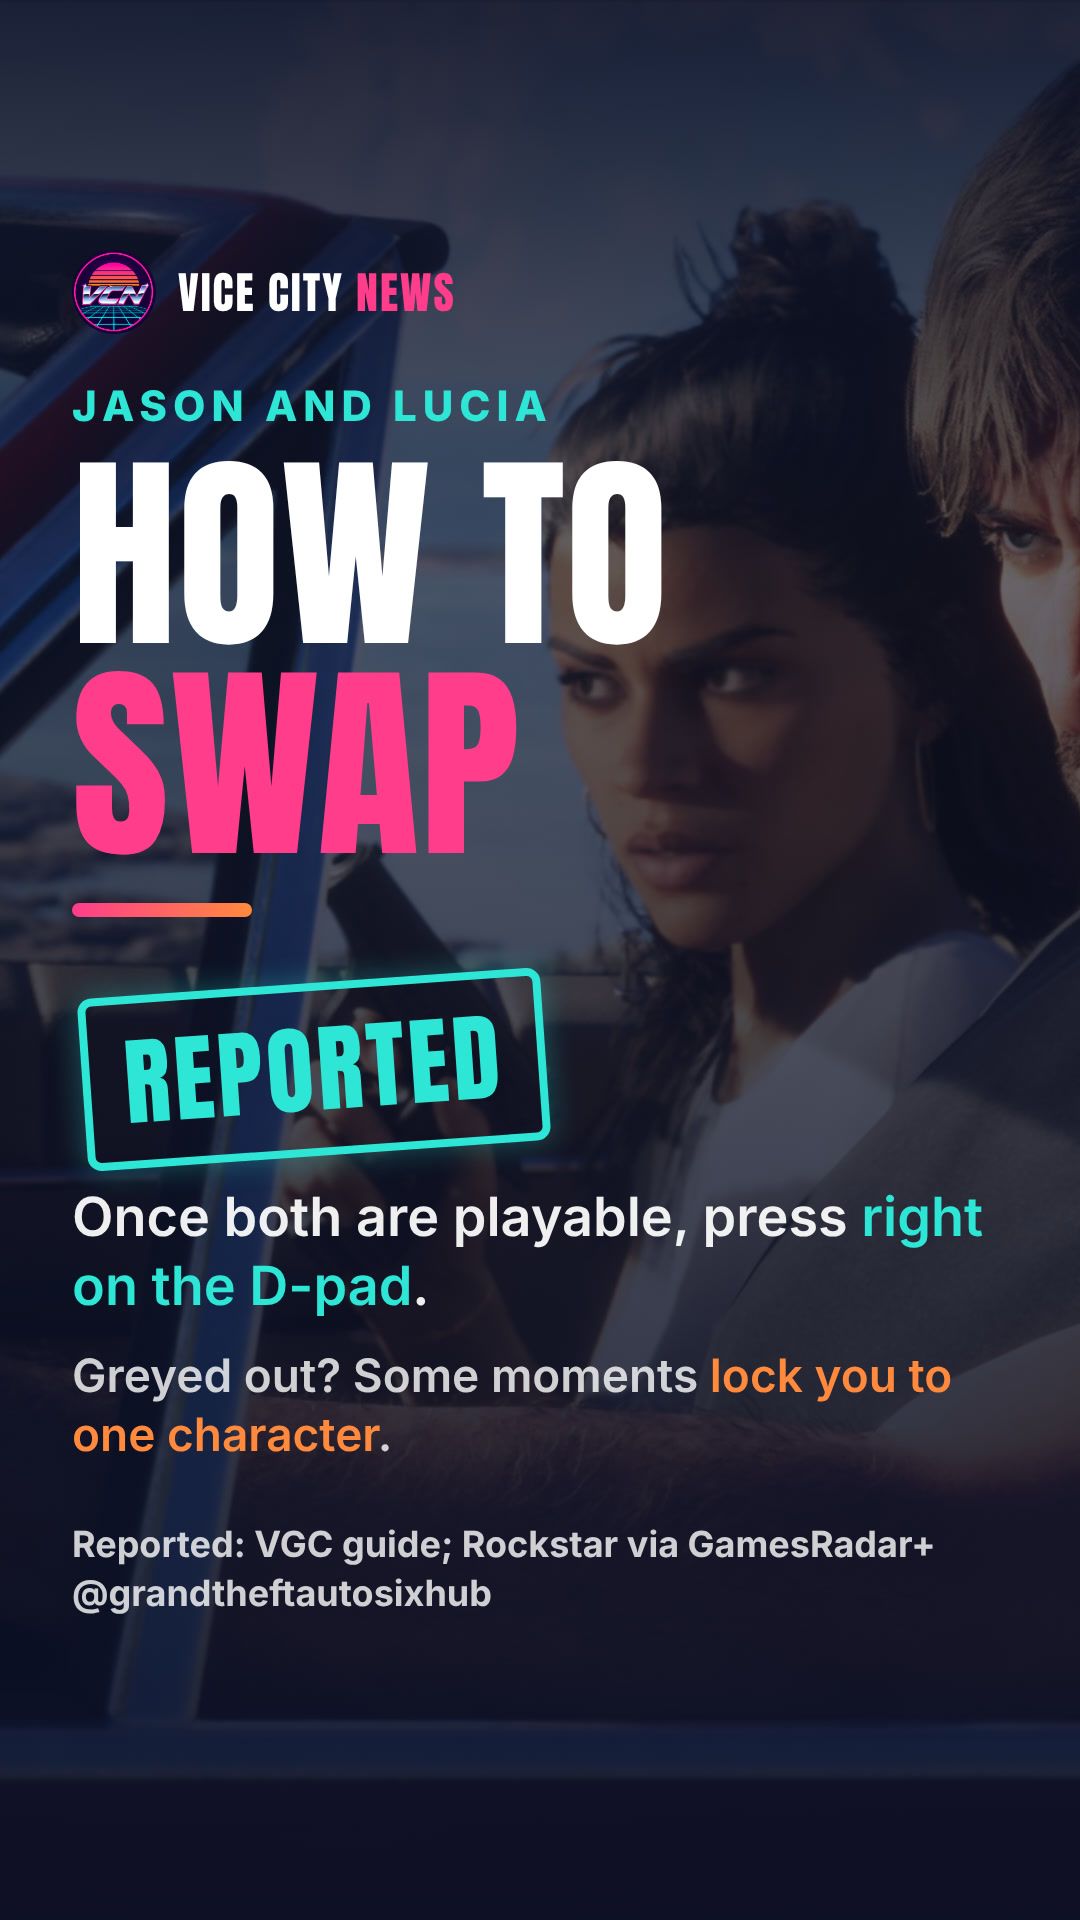 VCN
VICE CITY NEWS
JASON AND LUCIA
HOW TO
SWAP
REPORTED
Once both are playable, press right
on the D-pad.
Greyed out? Some moments lock you to
one character.
Reported: VGC guide; Rockstar via GamesRadar+
@grandtheftautosixhub